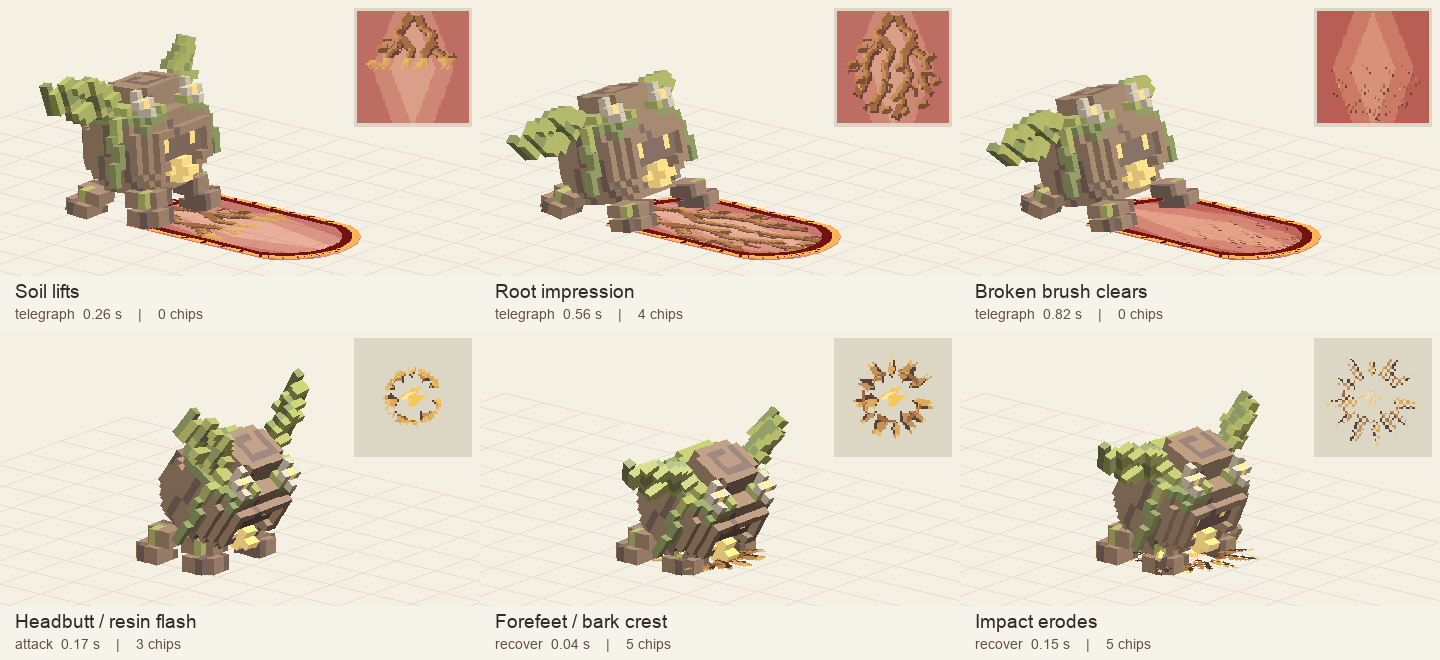 Soil lifts
telegraph 0.26 s | 0 chips
Root impression
telegraph 0.56 s | 4 chips
Broken brush clears
telegraph 0.82 s | 0 chips
Headbutt / resin flash
attack 0.17 s | 3 chips
Forefeet / bark crest
recover 0.04 s | 5 chips
Impact erodes
recover 0.15 s | 5 chips